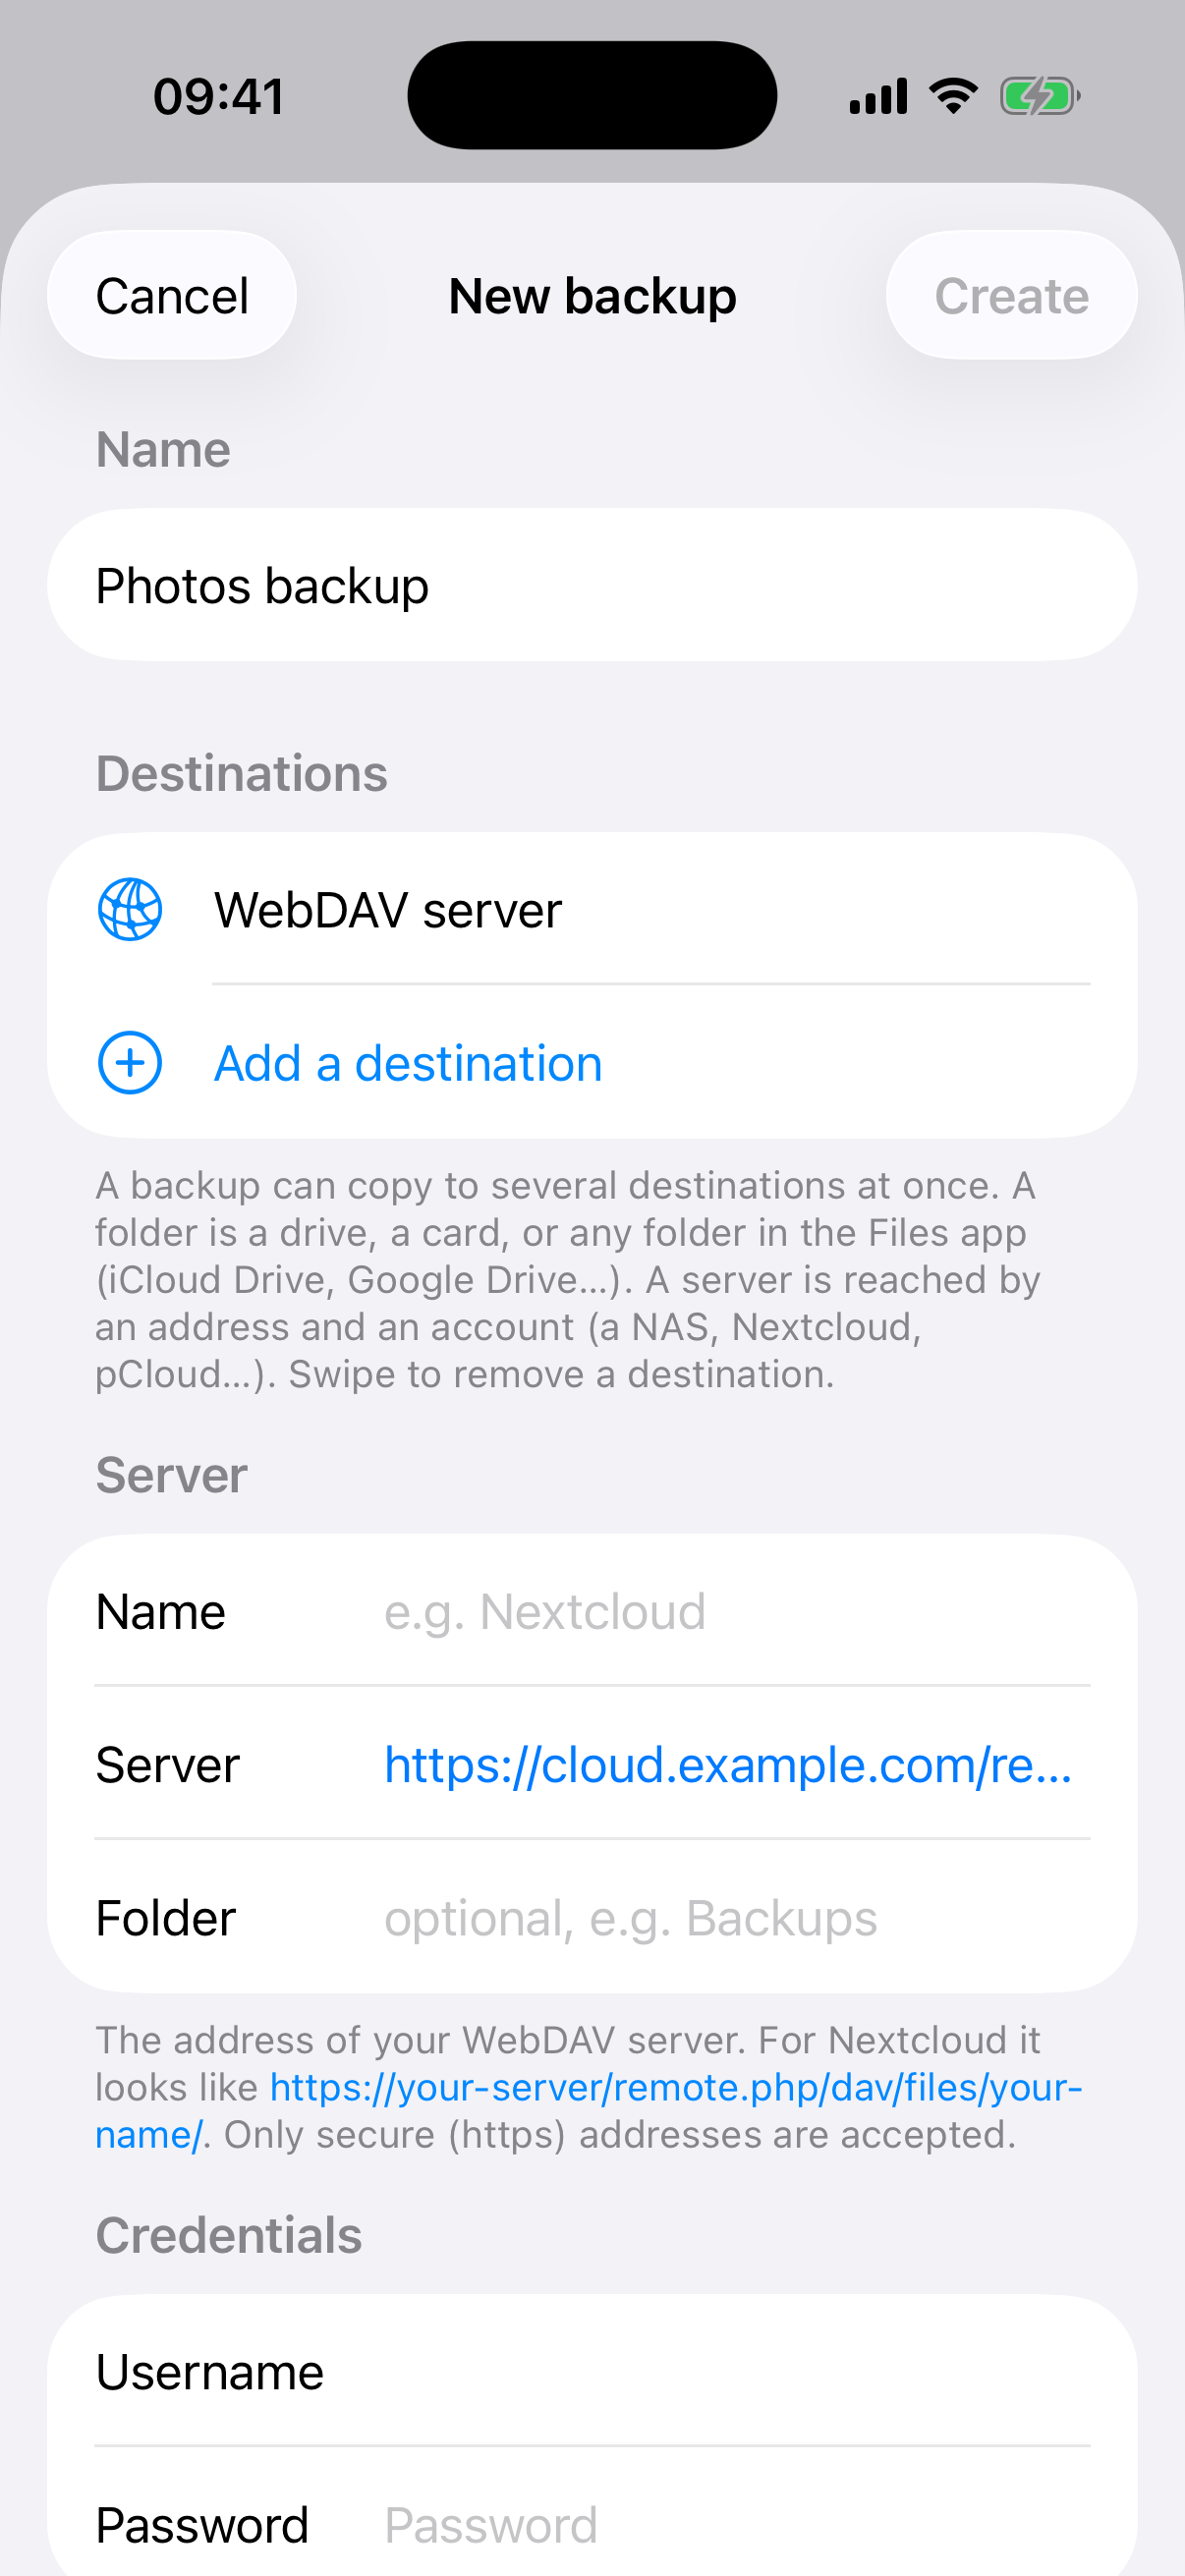 09:41
Cancel
New backup
Create
Name
Photos backup
Destinations
WebDAV server
Add a destination
A backup can copy to several destinations at once. A
folder is a drive, a card, or any folder in the Files app
(iCloud Drive, Google Drive...). A server is reached by
an address and an account (a NAS, Nextcloud,
pCloud...). Swipe to remove a destination.
Server
Name e.g. Nextcloud
Server https://cloud.example.com/re...
Folder optional, e.g. Backups
The address of your WebDAV server. For Nextcloud it
looks like https://your-server/remote.php/dav/files/your-
name/. Only secure (https) addresses are accepted.
Credentials
Username
Password Password